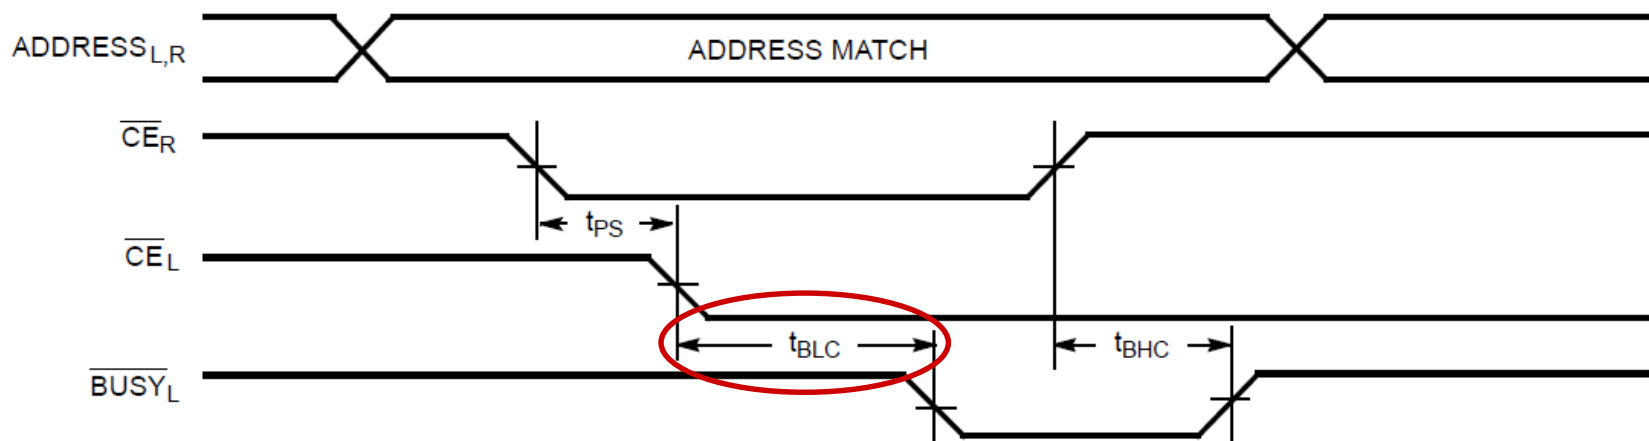 ADDRESS L,R ADDRESS MATCH
CE R
t PS
CE L
t BLC t BHC
BUSY L